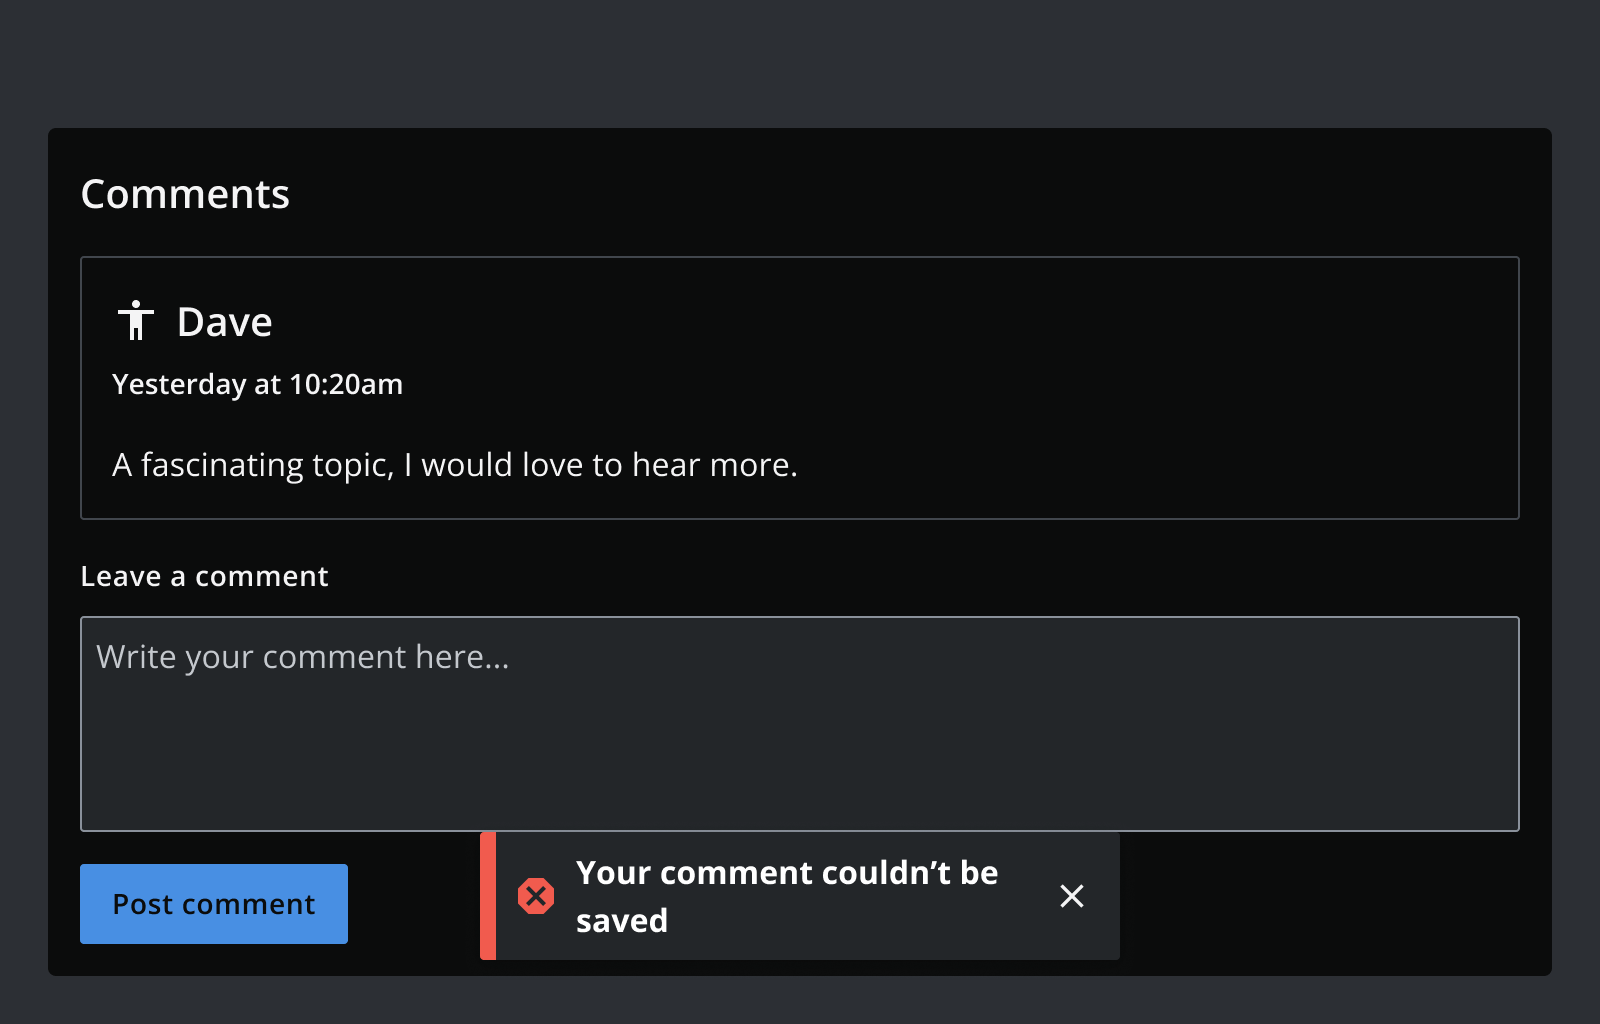 Comments
Dave
Yesterday at 10:20am
A fascinating topic, I would love to hear more.
Leave a comment
Write your comment here...
Post comment
Your comment couldn’t be
saved